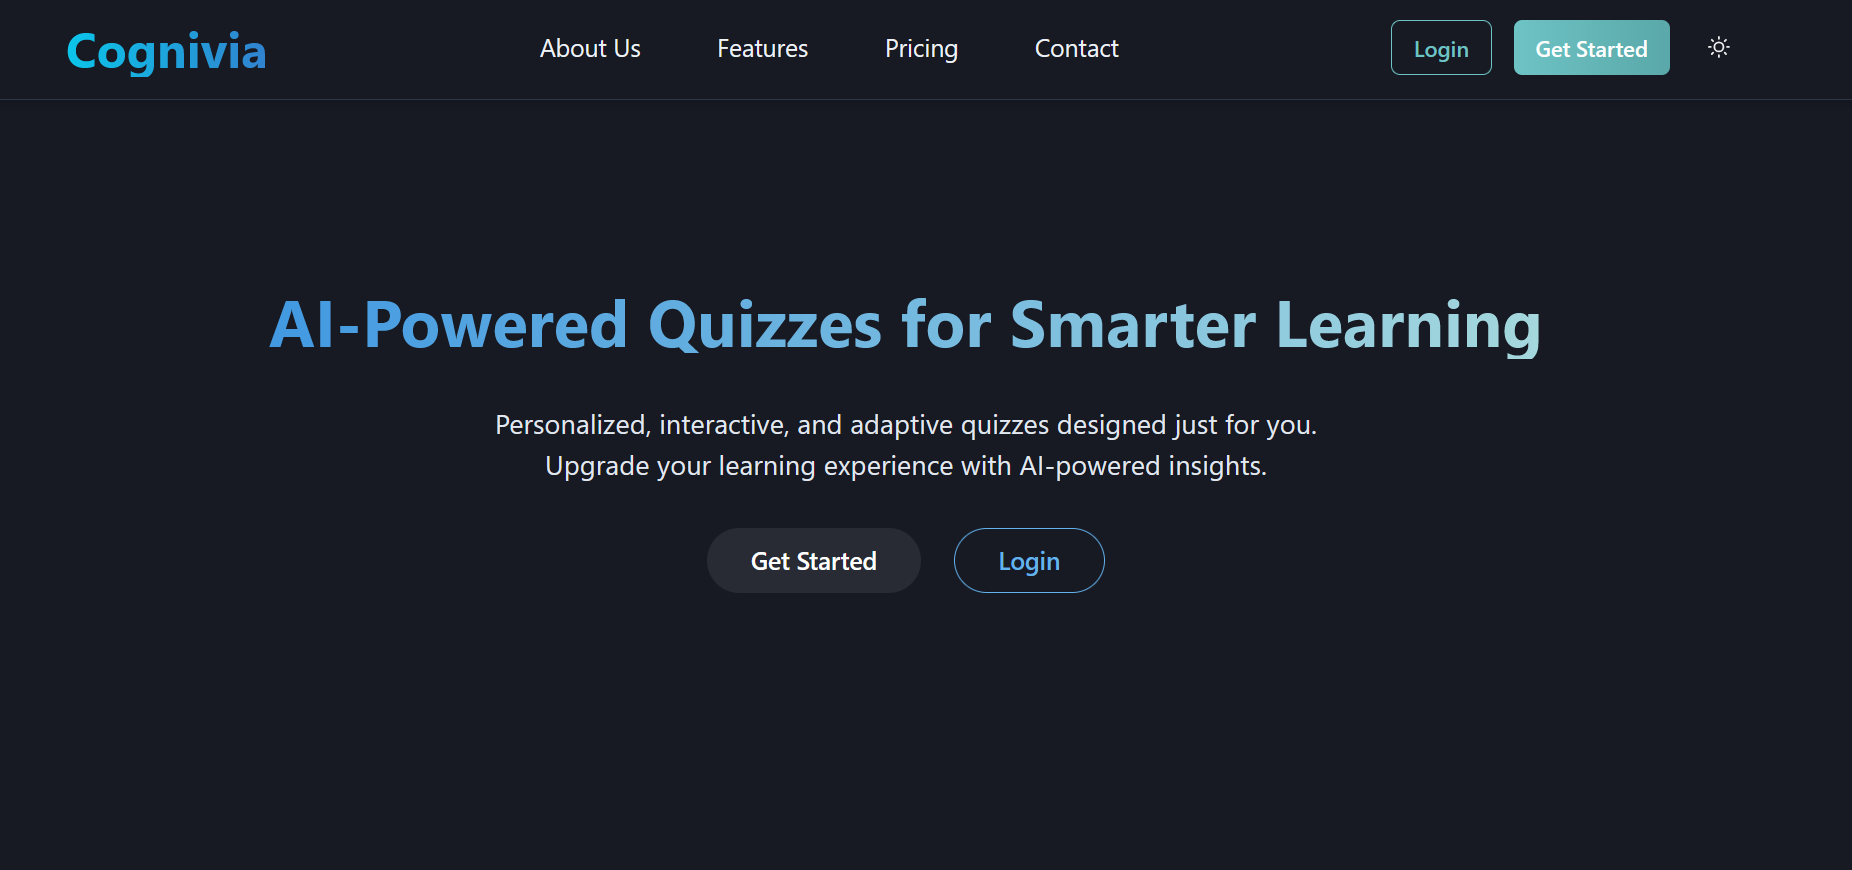 Cognivia
About Us
Features
Pricing
Contact
Login
Get Started
AI-Powered Quizzes for Smarter Learning
Personalized, interactive, and adaptive quizzes designed just for you.
Upgrade your learning experience with AI-powered insights.
Get Started
Login